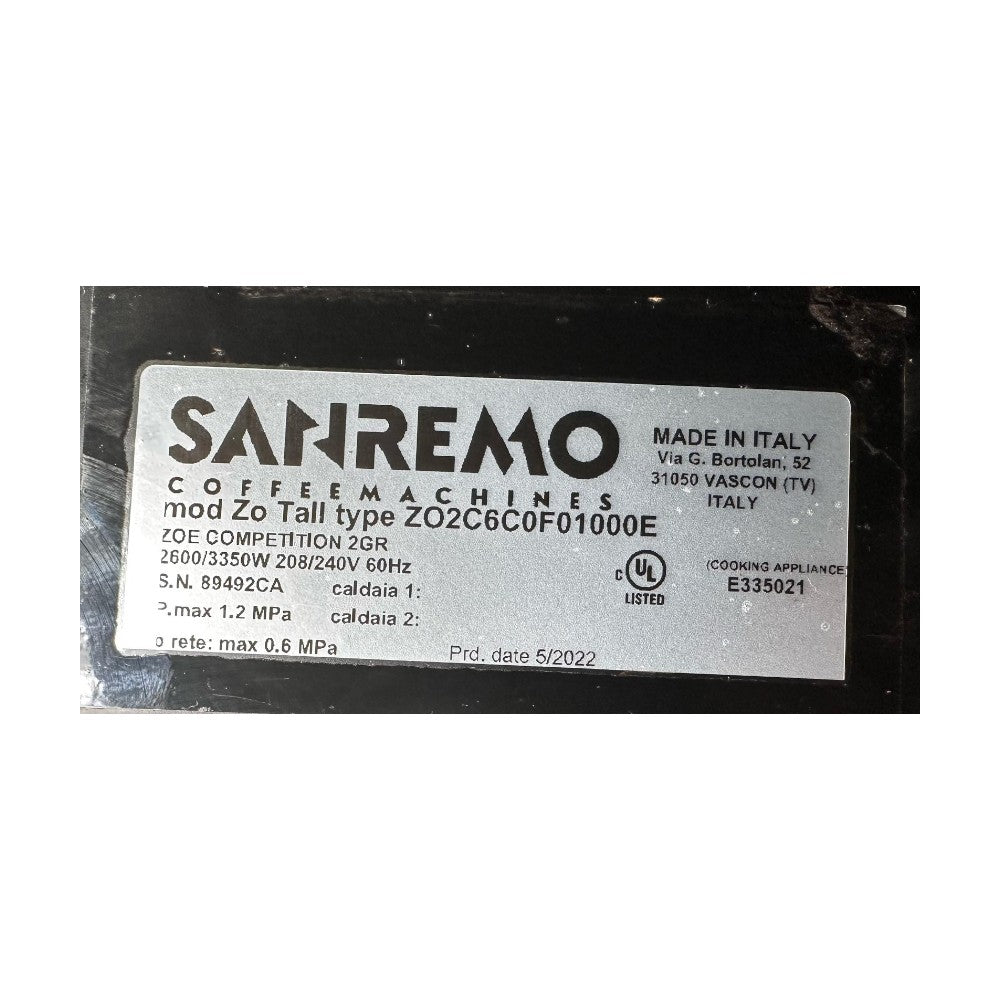 SANREMO
COFFEEMACHINES
MADE IN ITALY
Via G. Bortolan, 52
31050 VASCON (TV)
ITALY
mod Zo Tall type ZO2C6C0F01000E
ZOE COMPETITION 2GR
2600/3350W 208/240V 60Hz
S.N. 89492CA caldaia 1:
P.max 1.2 MPa caldaia 2:
p rete: max 0.6 MPa
Prd. date 5/2022
C UL
LISTED
(COOKING APPLIANCE)
E335021